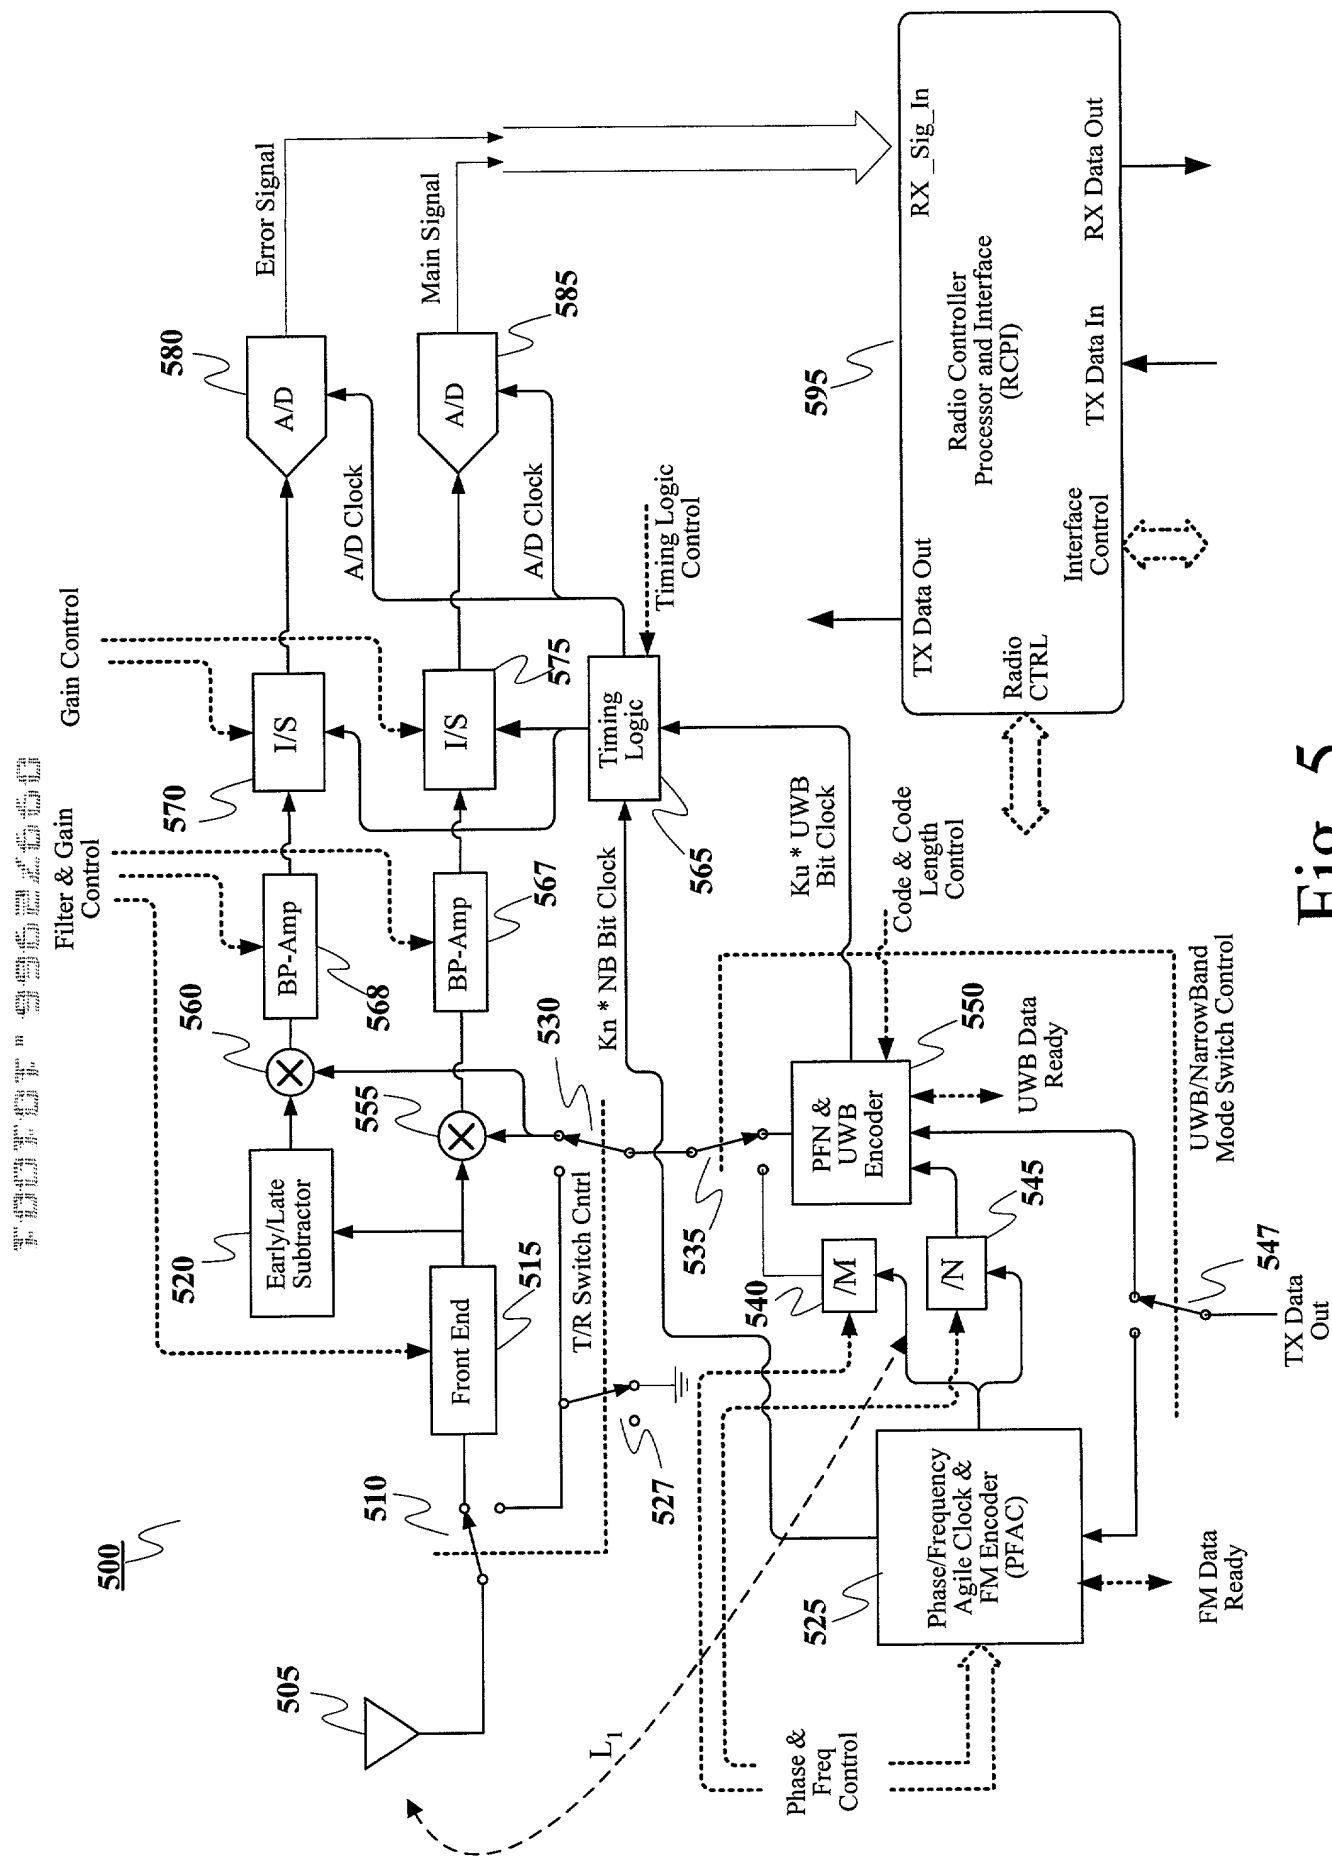 500
505
510
Front End
515
520
Early/Late
Subtractor
555
560
BP-Amp
568
BP-Amp
567
Filter & Gain
Control
Gain Control
570
I/S
I/S
575
580
A/D
A/D
585
Error Signal
Main Signal
A/D Clock
A/D Clock
Timing
Logic
565
Timing Logic
Control
Kn * NB Bit Clock
Ku * UWB
Bit Clock
Code & Code
Length
Control
T/R Switch Cntrl
527
530
535
L1
Phase &
Freq
Control
525
Phase/Frequency
Agile Clock &
FM Encoder
(PFAC)
FM Data
Ready
540
/M
/N
545
PFN &
UWB
Encoder
550
UWB Data
Ready
UWB/NarrowBand
Mode Switch Control
547
TX Data
Out
595
Radio Controller
Processor and Interface
(RCPI)
TX Data Out
RX _Sig_In
Radio
CTRL
Interface
Control
TX Data In
RX Data Out
Fig. 5